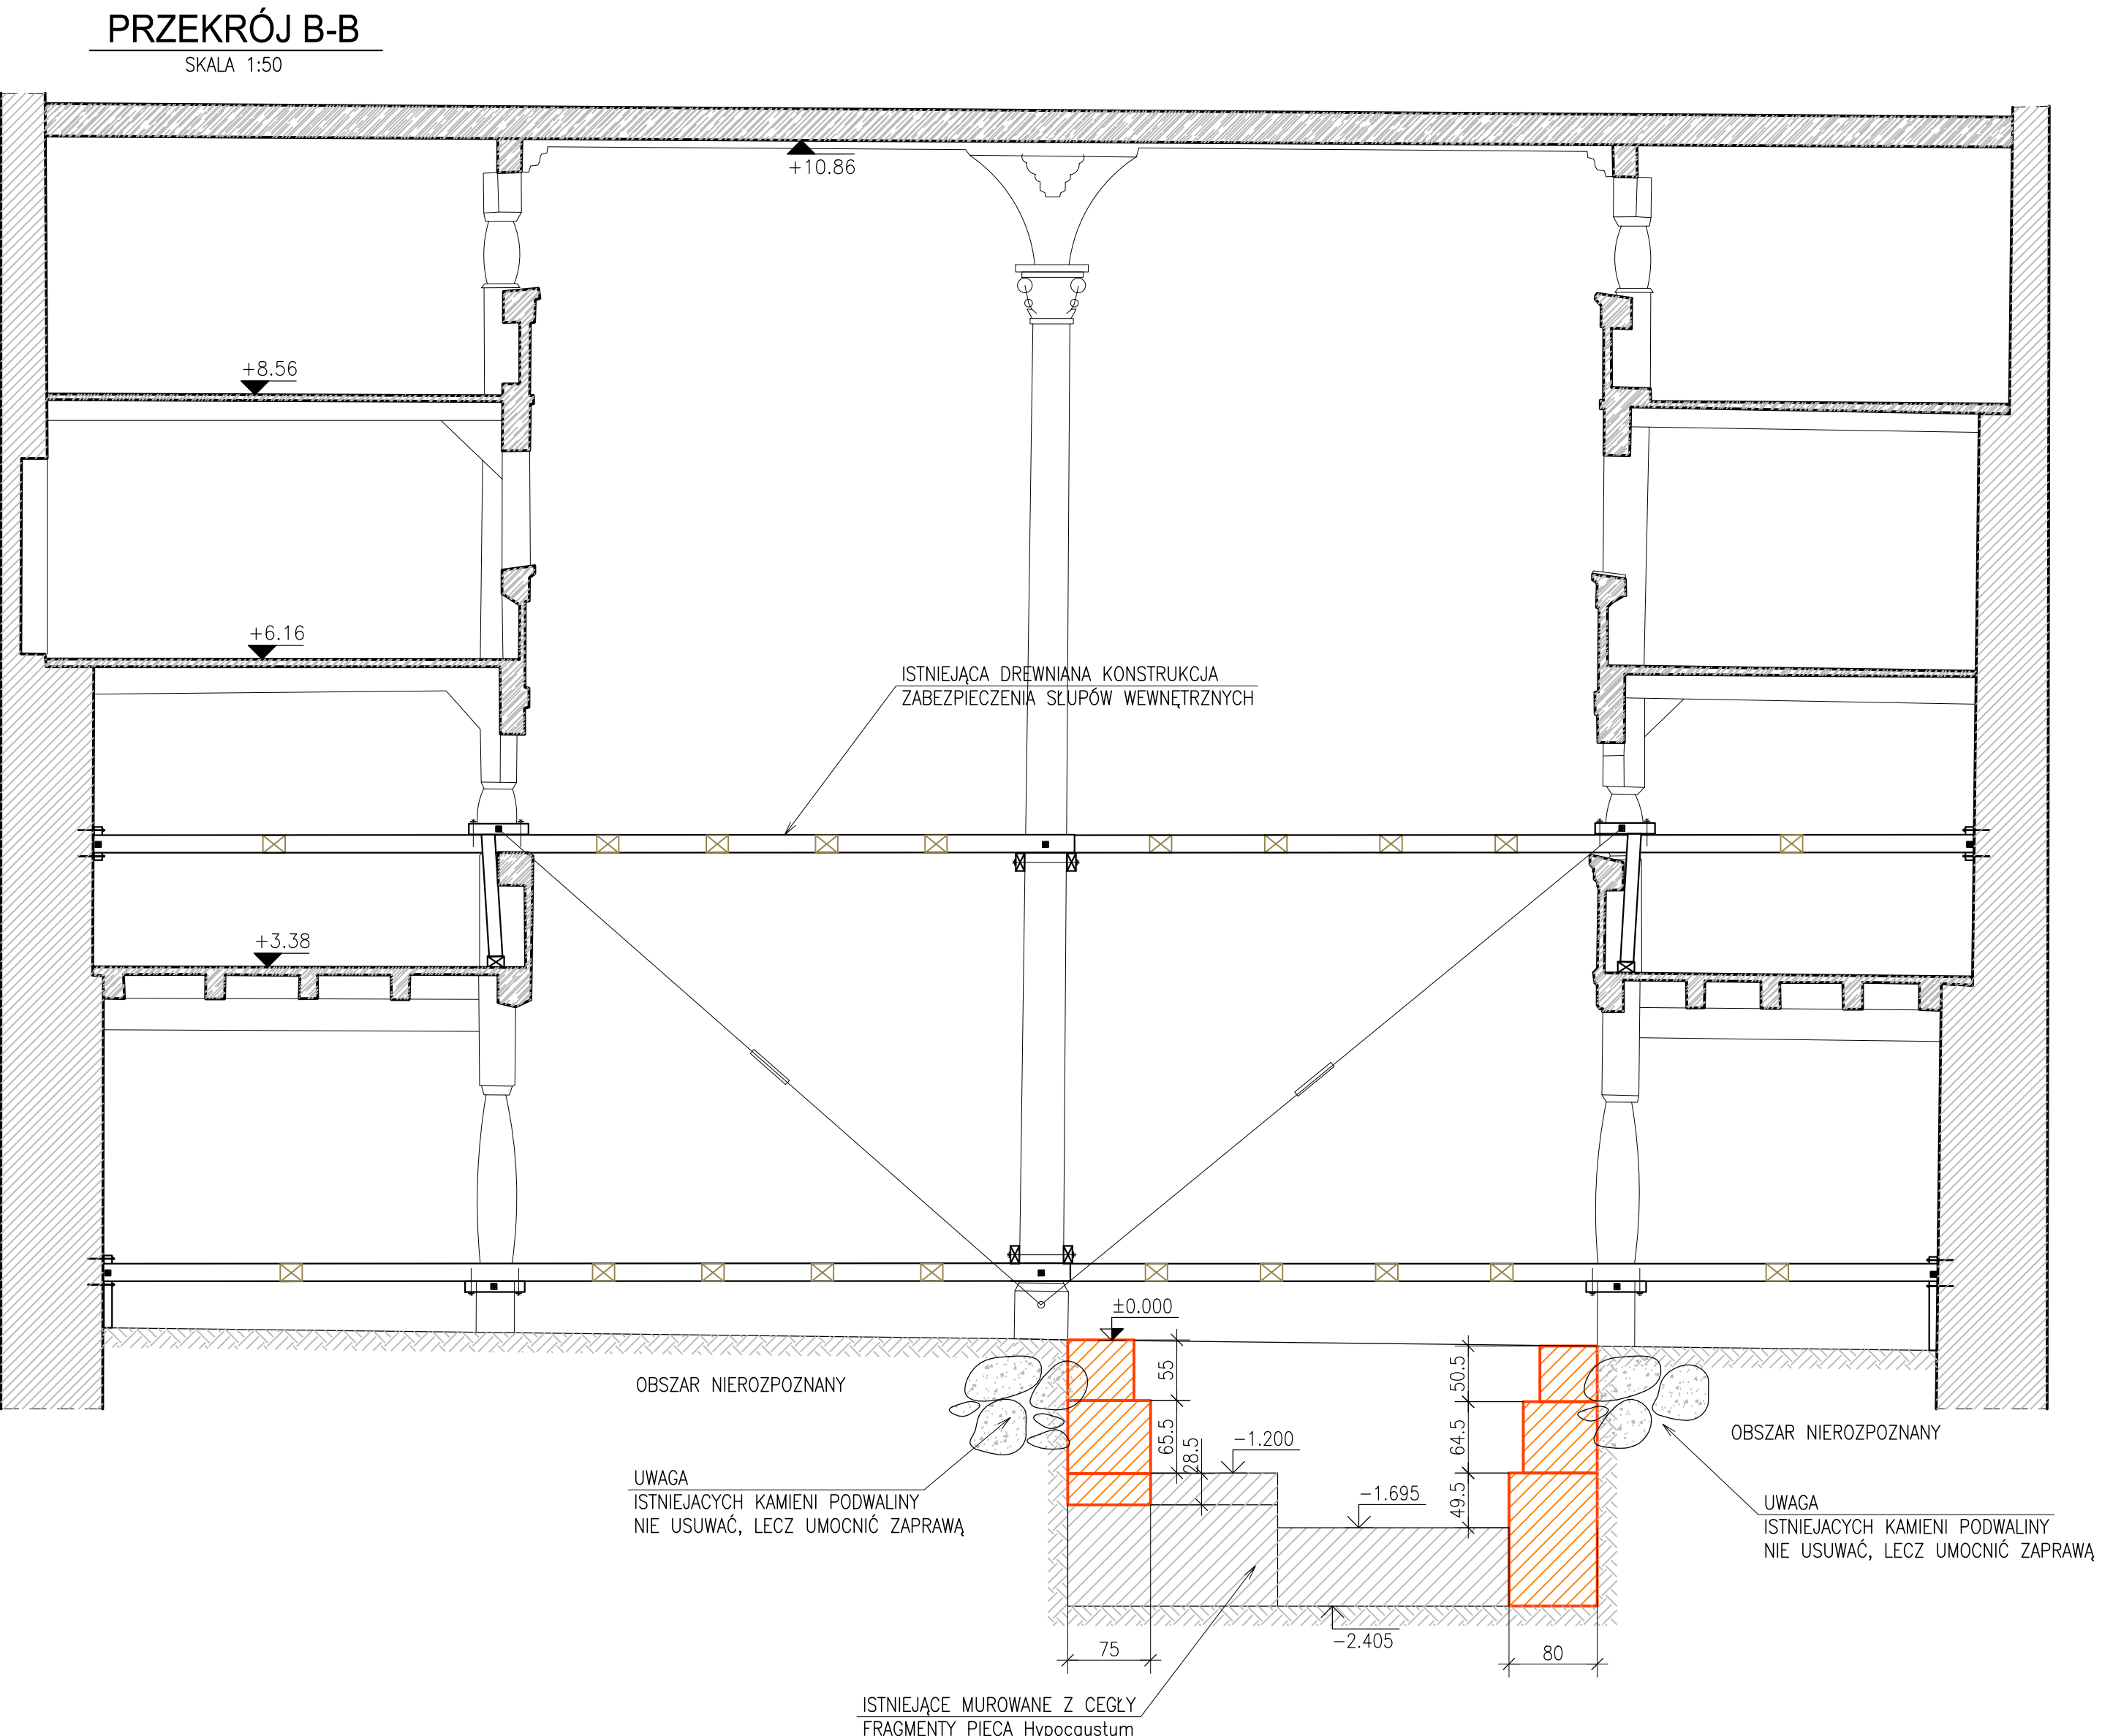 PRZEKRÓJ B-B
SKALA 1:50
+10.86
+8.56
+6.16
ISTNIEJĄCA DREWNIANA KONSTRUKCJA
ZABEZPIECZENIA SŁUPÓW WEWNĘTRZNYCH
+3.38
±0.000
55
50.5
OBSZAR NIEROZPOZNANY
65.5
28.5
-1.200
64.5
OBSZAR NIEROZPOZNANY
UWAGA
ISTNIEJACYCH KAMIENI PODWALINY
NIE USUWAĆ, LECZ UMOCNIĆ ZAPRAWĄ
-1.695
49.5
UWAGA
ISTNIEJACYCH KAMIENI PODWALINY
NIE USUWAĆ, LECZ UMOCNIĆ ZAPRAWĄ
-2.405
75
80
ISTNIEJĄCE MUROWANE Z CEGŁY
FRAGMENTY PIECA Hypocaustum